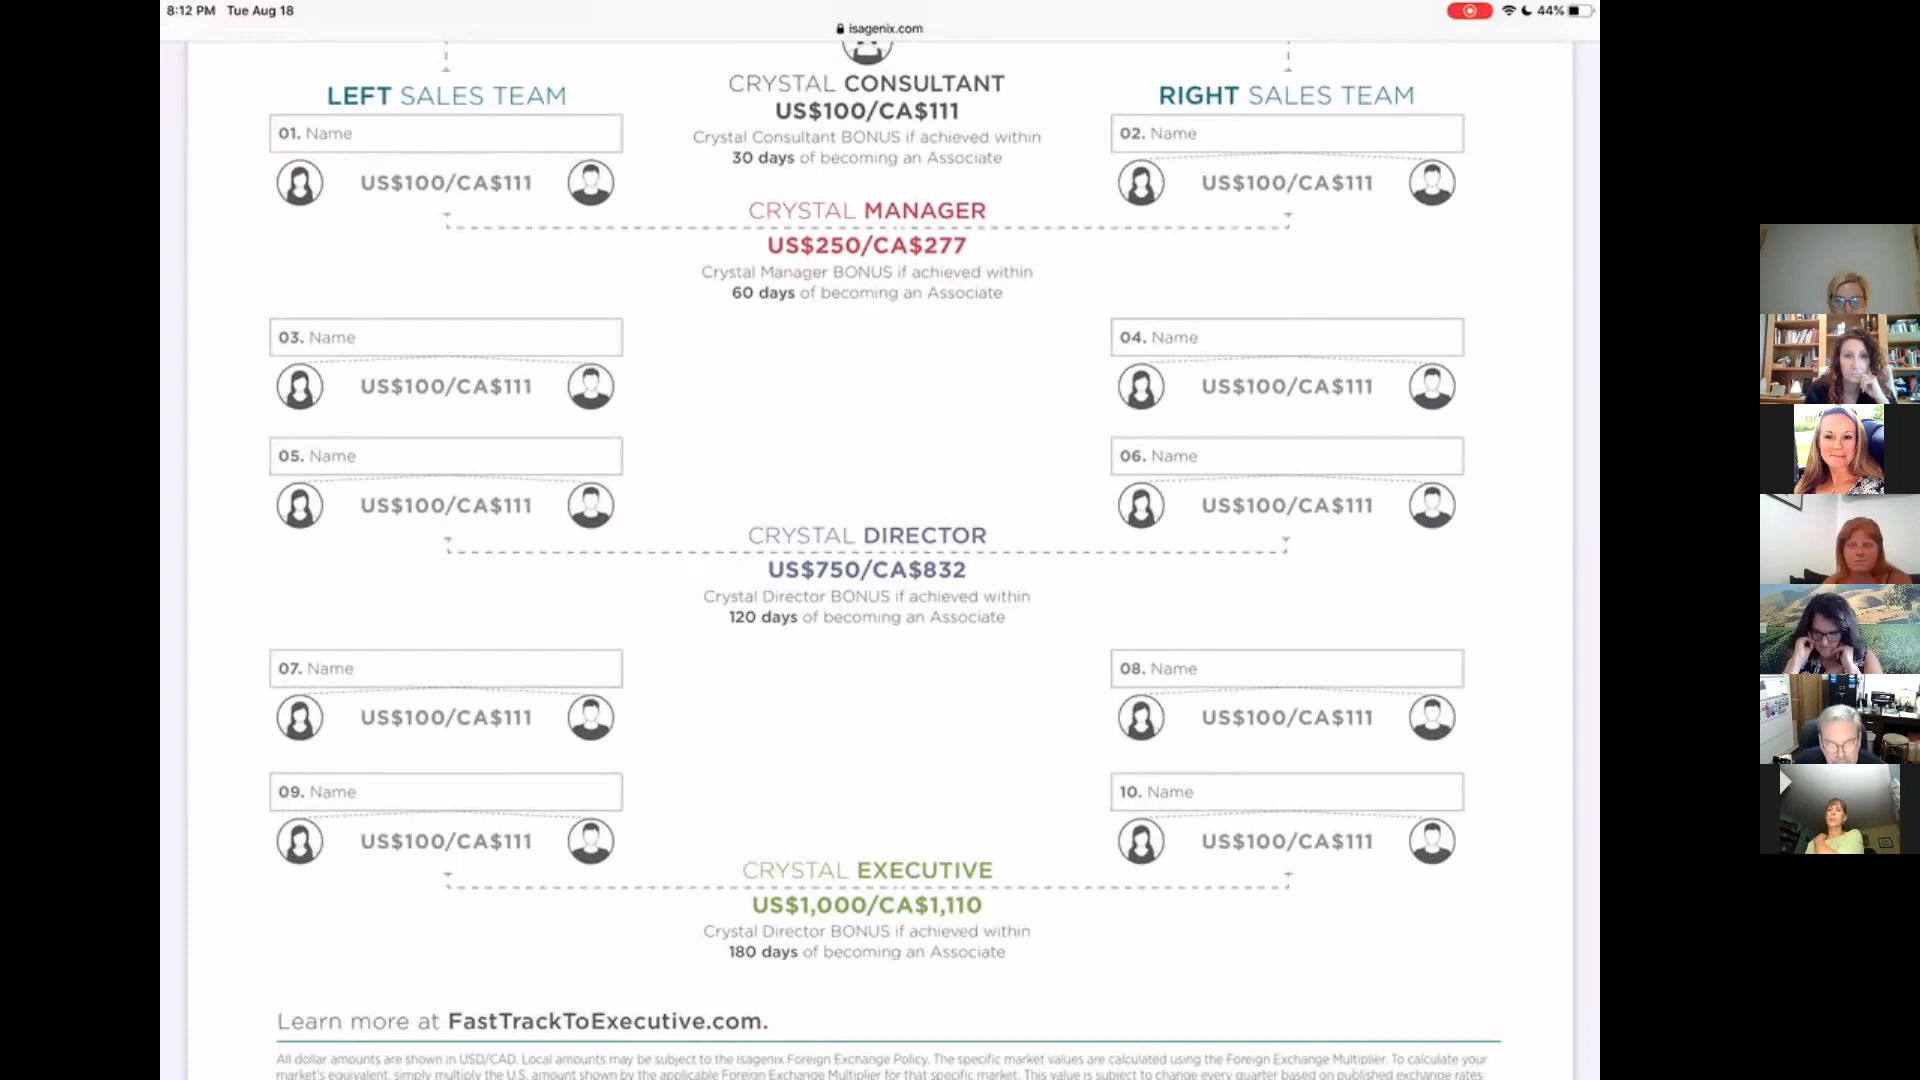 8:12 PM Tue Aug 18
44%
isagenix.com
LEFT SALES TEAM
CRYSTAL CONSULTANT
US$100/CA$111
Crystal Consultant BONUS if achieved within
30 days of becoming an Associate
RIGHT SALES TEAM
01. Name
US$100/CA$111
02. Name
US$100/CA$111
CRYSTAL MANAGER
US$250/CA$277
Crystal Manager BONUS if achieved within
60 days of becoming an Associate
03. Name
US$100/CA$111
04. Name
US$100/CA$111
05. Name
US$100/CA$111
06. Name
US$100/CA$111
CRYSTAL DIRECTOR
US$750/CA$832
Crystal Director BONUS if achieved within
120 days of becoming an Associate
07. Name
US$100/CA$111
08. Name
US$100/CA$111
09. Name
US$100/CA$111
10. Name
US$100/CA$111
CRYSTAL EXECUTIVE
US$1,000/CA$1,110
Crystal Director BONUS if achieved within
180 days of becoming an Associate
Learn more at FastTrackToExecutive.com.
All dollar amounts are shown in USD/CAD. Local amounts may be subject to the Isagenix Foreign Exchange Policy. The specific market values are calculated using the Foreign Exchange Multiplier. To calculate your
market's equivalent, simply multiply the U.S. amount shown by the applicable Foreign Exchange Multiplier for that specific market. This value is subject to change every quarter based on published exchange rates